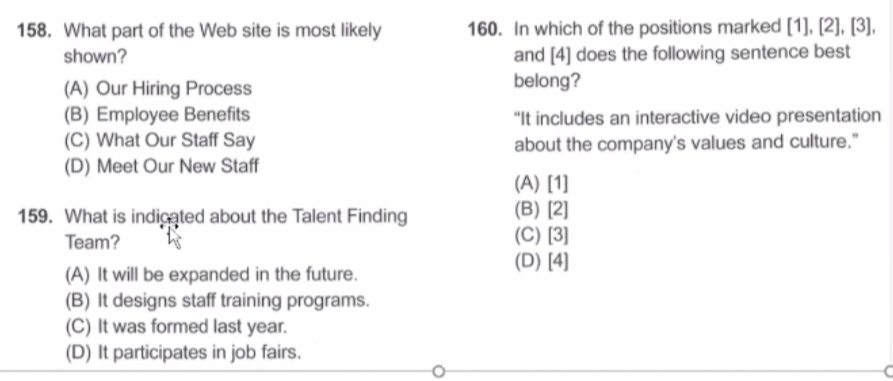 158. What part of the Web site is most likely
shown?
(A) Our Hiring Process
(B) Employee Benefits
(C) What Our Staff Say
(D) Meet Our New Staff
159. What is indicated about the Talent Finding
Team?
(A) It will be expanded in the future.
(B) It designs staff training programs.
(C) It was formed last year.
(D) It participates in job fairs.
160. In which of the positions marked [1], [2], [3],
and [4] does the following sentence best
belong?
"It includes an interactive video presentation
about the company's values and culture."
(A) [1]
(B) [2]
(C) [3]
(D) [4]